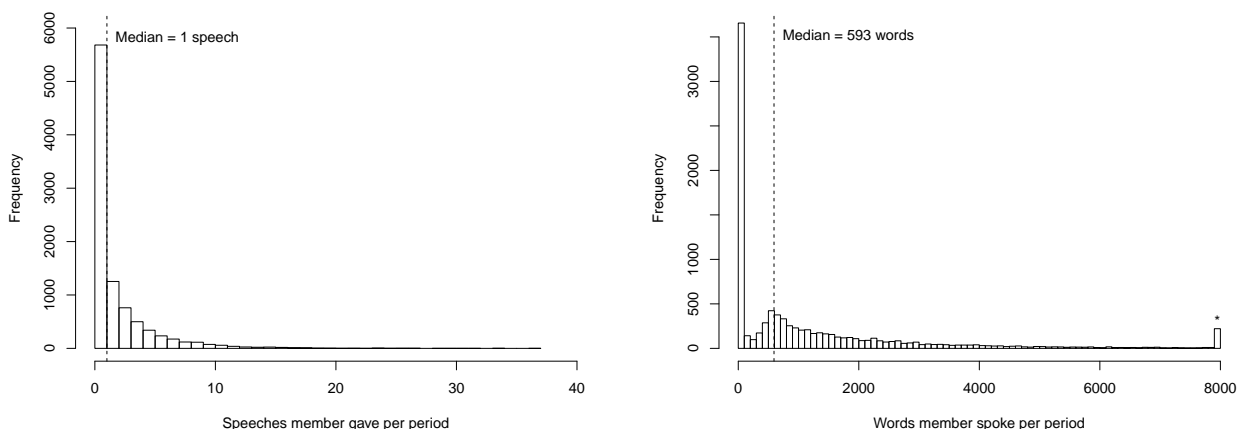 Median = 1 speech
Frequency
0
1000
2000
3000
4000
5000
6000
0 10 20 30 40
Speeches member gave per period
Median = 593 words
Frequency
0
500
1000
2000
3000
*
0 2000 4000 6000 8000
Words member spoke per period